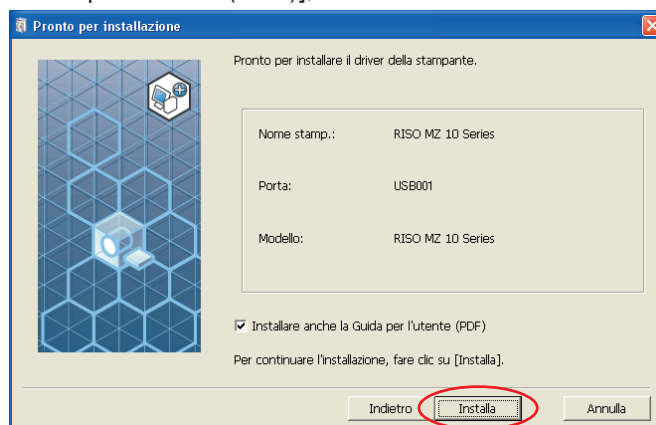 Pronto per installazione
Pronto per installare il driver della stampante.
Nome stamp.: RISO MZ 10 Series
Porta: USB001
Modello: RISO MZ 10 Series
Installare anche la Guida per l'utente (PDF)
Per continuare l'installazione, fare clic su [Installa].
Indietro Installa Annulla